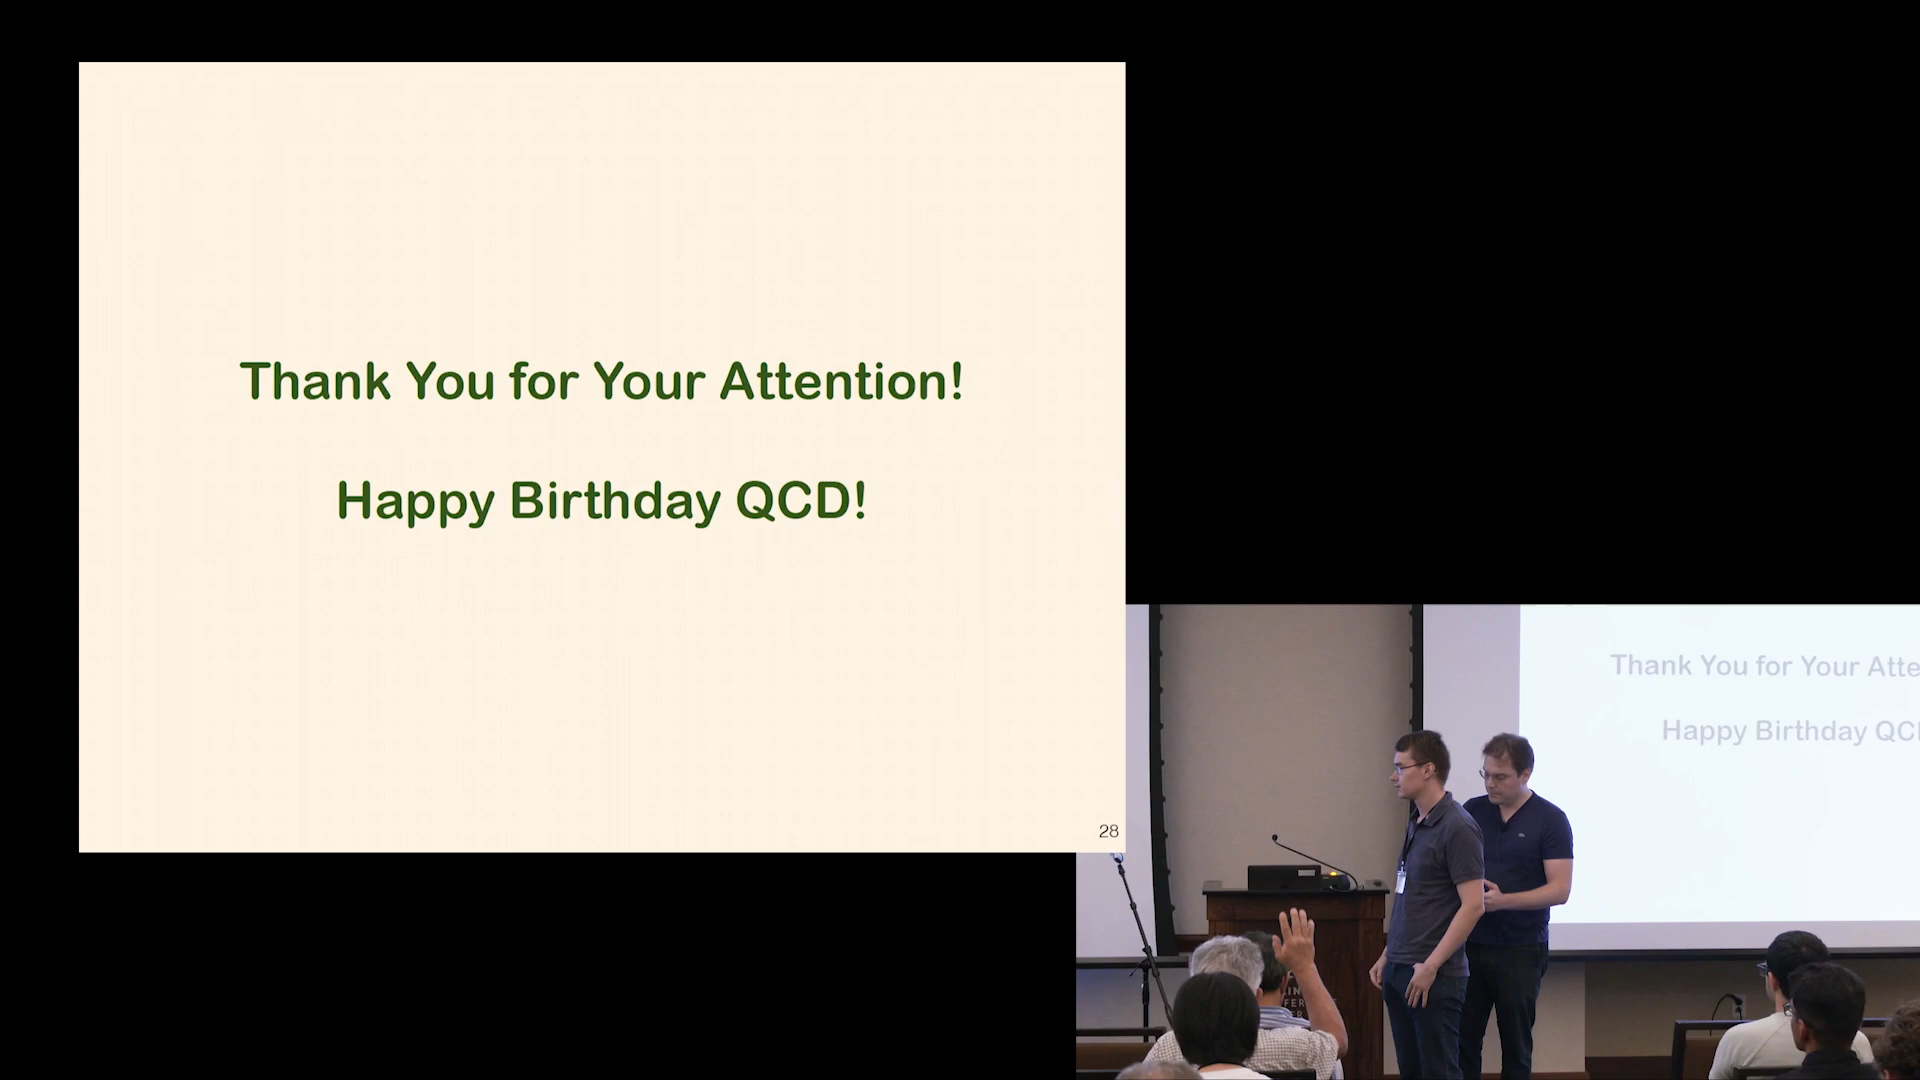 Thank You for Your Attention!
Happy Birthday QCD!
28
Thank You for Your Atte
Happy Birthday QC